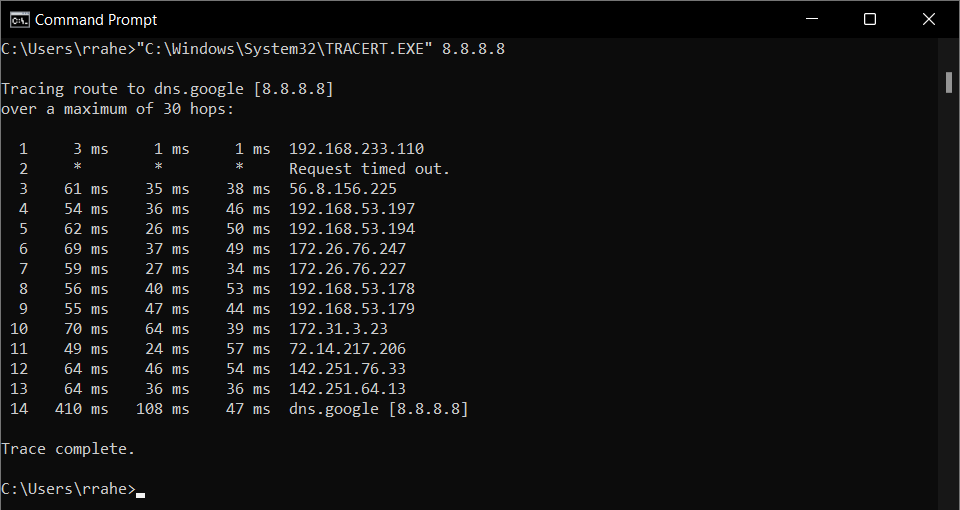 Command Prompt
C:\Users\rrahe>"C:\Windows\System32\TRACERT.EXE" 8.8.8.8
Tracing route to dns.google [8.8.8.8]
over a maximum of 30 hops:
1 3 ms 1 ms 1 ms 192.168.233.110
2 * * * Request timed out.
3 61 ms 35 ms 38 ms 56.8.156.225
4 54 ms 36 ms 46 ms 192.168.53.197
5 62 ms 26 ms 50 ms 192.168.53.194
6 69 ms 37 ms 49 ms 172.26.76.247
7 59 ms 27 ms 34 ms 172.26.76.227
8 56 ms 40 ms 53 ms 192.168.53.178
9 55 ms 47 ms 44 ms 192.168.53.179
10 70 ms 64 ms 39 ms 172.31.3.23
11 49 ms 24 ms 57 ms 72.14.217.206
12 64 ms 46 ms 54 ms 142.251.76.33
13 64 ms 36 ms 36 ms 142.251.64.13
14 410 ms 108 ms 47 ms dns.google [8.8.8.8]
Trace complete.
C:\Users\rrahe>